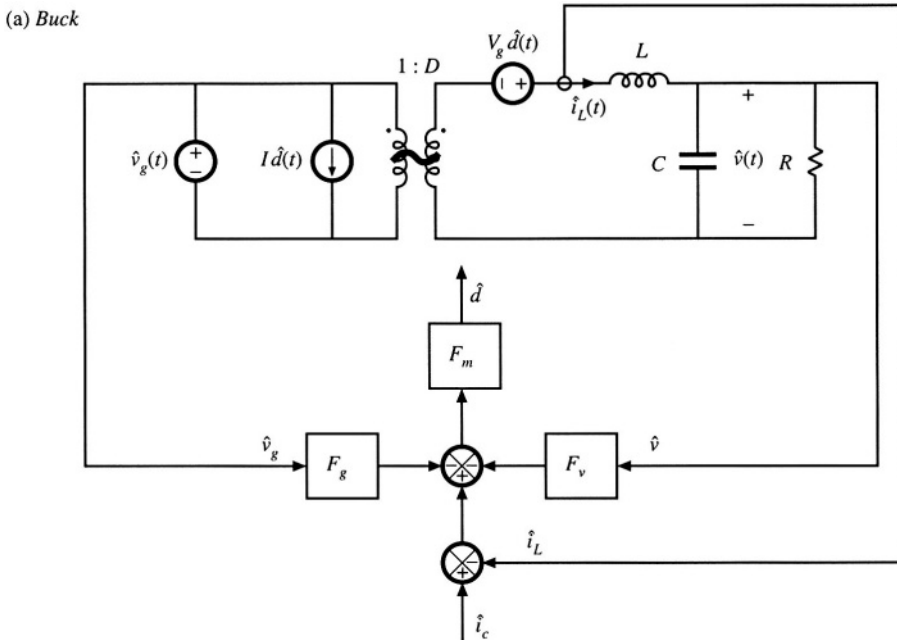 (a) Buck
V_g d̂(t)
L
1 : D
î_L(t)
+
v̂_g(t)
+
−
I d̂(t)
−
+
C
v̂(t)
R
−
d̂
F_m
v̂_g
F_g
−
−
+
F_v
v̂
−
+
î_L
î_c